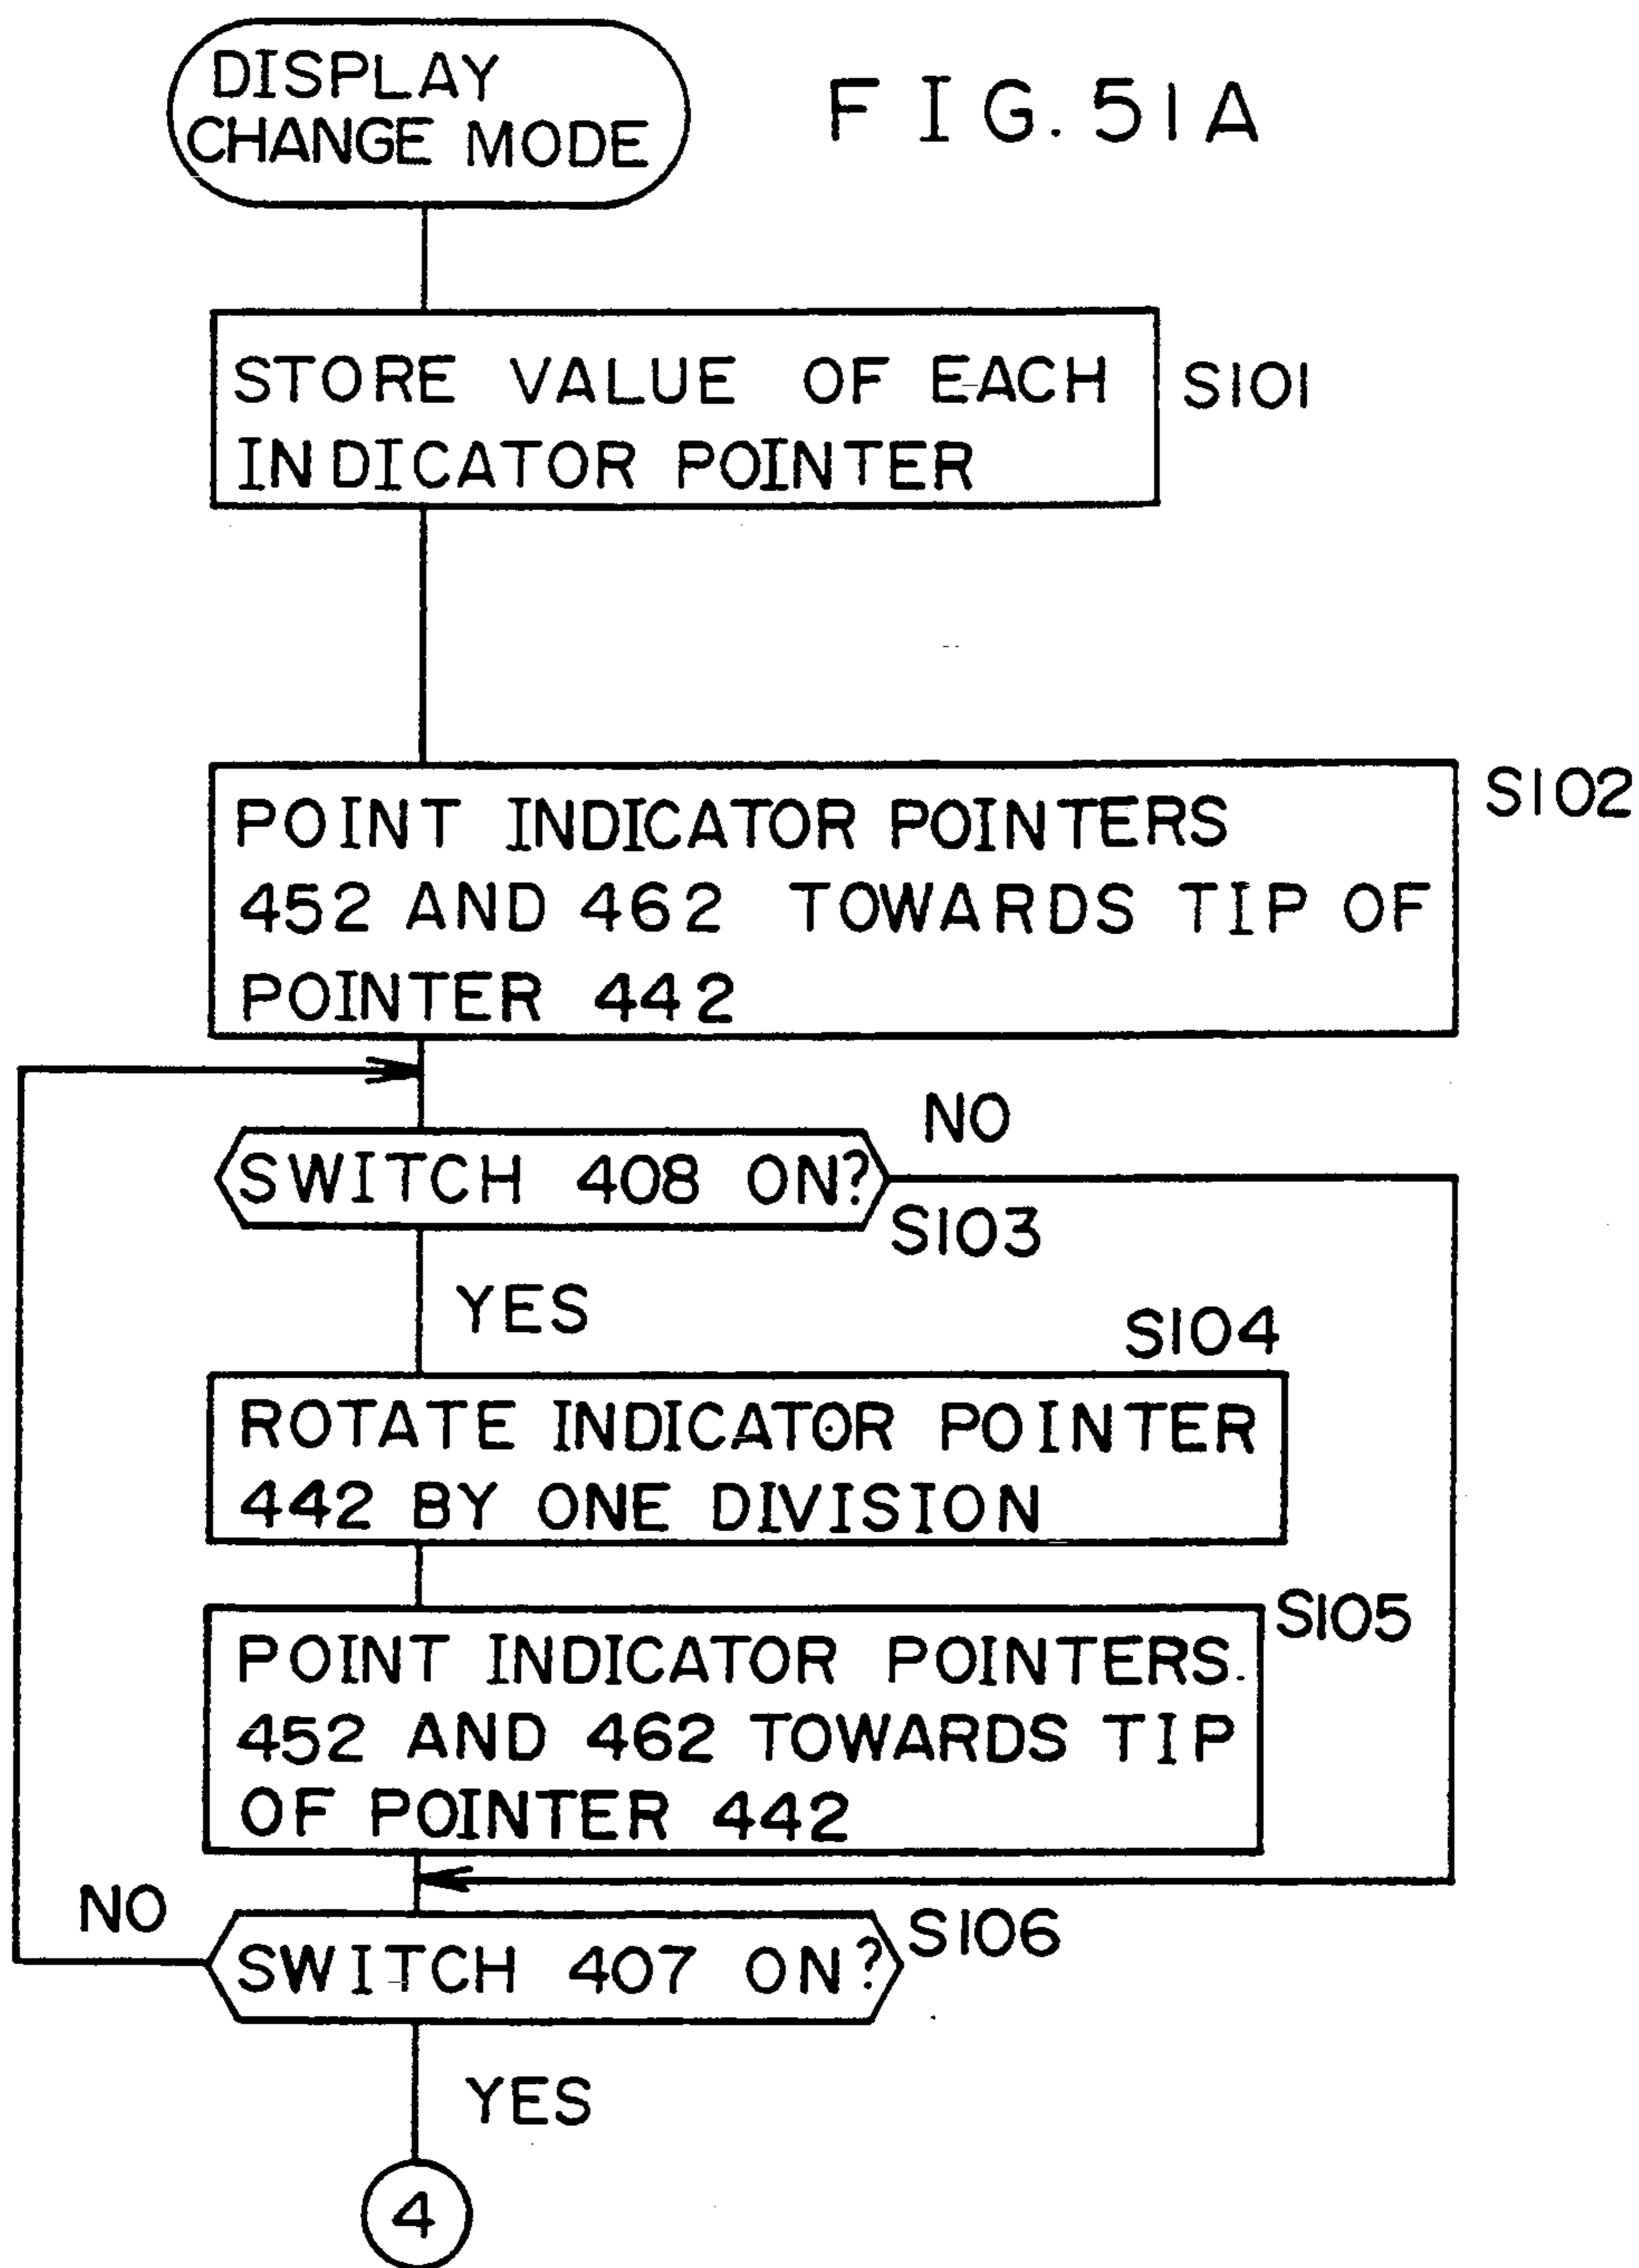 DISPLAY
CHANGE MODE
FIG. 51A
STORE VALUE OF EACH
INDICATOR POINTER
S101
POINT INDICATOR POINTERS
452 AND 462 TOWARDS TIP OF
POINTER 442
S102
SWITCH 408 ON?
NO
S103
YES
S104
ROTATE INDICATOR POINTER
442 BY ONE DIVISION
S105
POINT INDICATOR POINTERS
452 AND 462 TOWARDS TIP
OF POINTER 442
NO
SWITCH 407 ON?
S106
YES
4